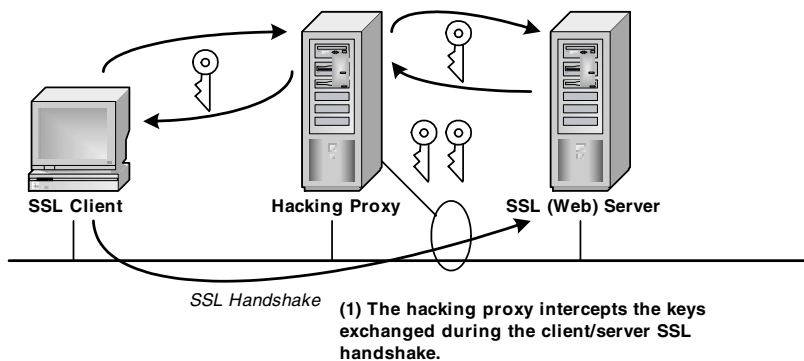 SSL Client
Hacking Proxy
SSL (Web) Server
SSL Handshake
(1) The hacking proxy intercepts the keys
exchanged during the client/server SSL
handshake.